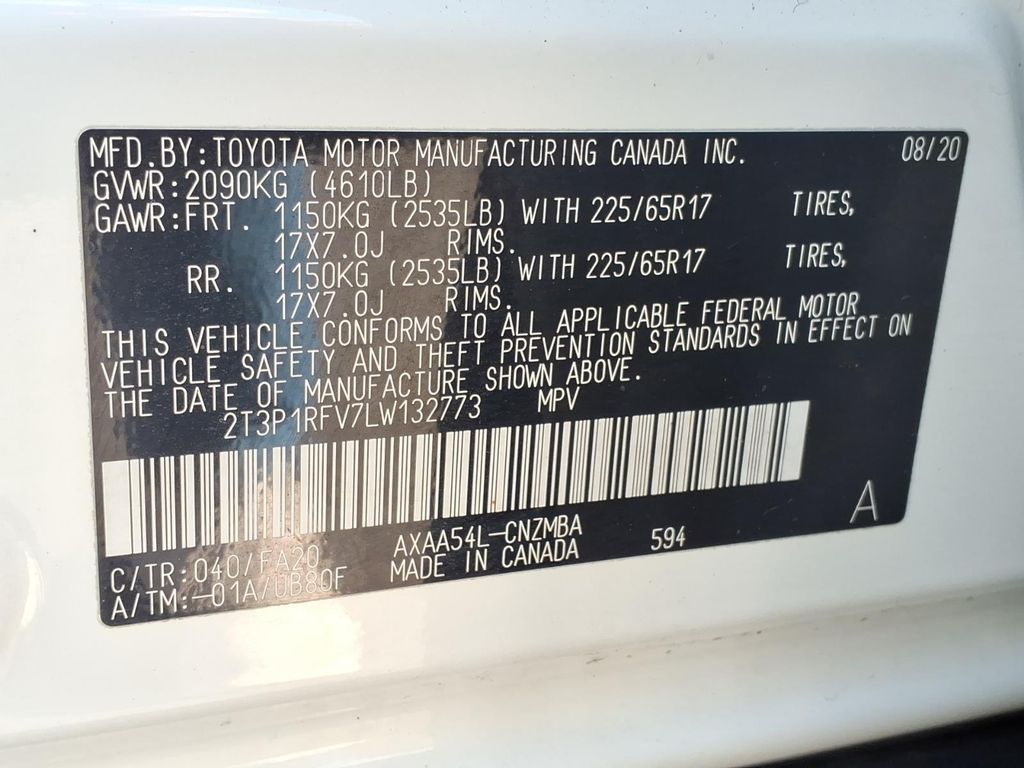 MFD.BY:TOYOTA MOTOR MANUFACTURING CANADA INC. 08/20
GVWR:2090KG (4610LB)
GAWR:FRT. 1150KG (2535LB) WITH 225/65R17 TIRES,
17X7.0J RIMS.
RR. 1150KG (2535LB) WITH 225/65R17 TIRES,
17X7.0J RIMS.
THIS VEHICLE CONFORMS TO ALL APPLICABLE FEDERAL MOTOR
VEHICLE SAFETY AND THEFT PREVENTION STANDARDS IN EFFECT ON
THE DATE OF MANUFACTURE SHOWN ABOVE.
2T3P1RFV7LW132773 MPV
A
C/TR:040/FA20 AXAA54L-CNZMBA 594
A/TM:-01A/UB80F MADE IN CANADA